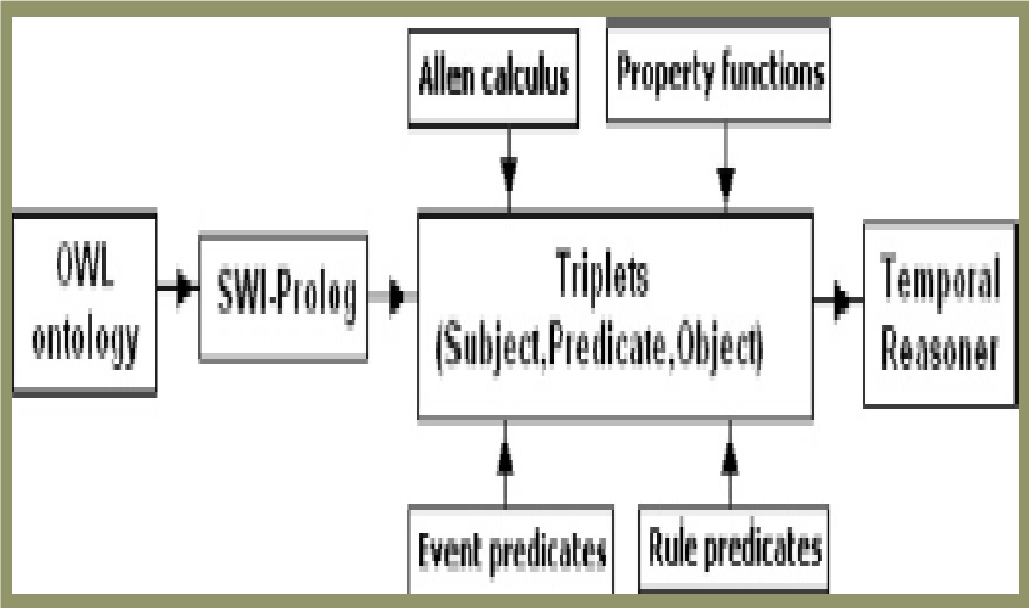 Allen calculus
Property functions
OWL
ontology
SWI-Prolog
Triplets
(Subject,Predicate,Object)
Temporal
Reasoner
Event predicates
Rule predicates